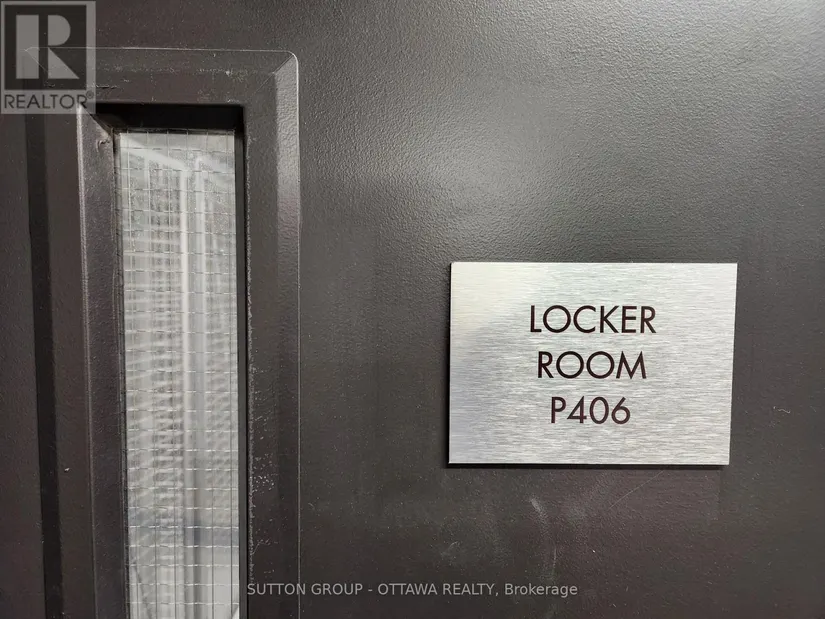 R
REALTOR®
LOCKER
ROOM
P406
SUTTON GROUP - OTTAWA REALTY, Brokerage